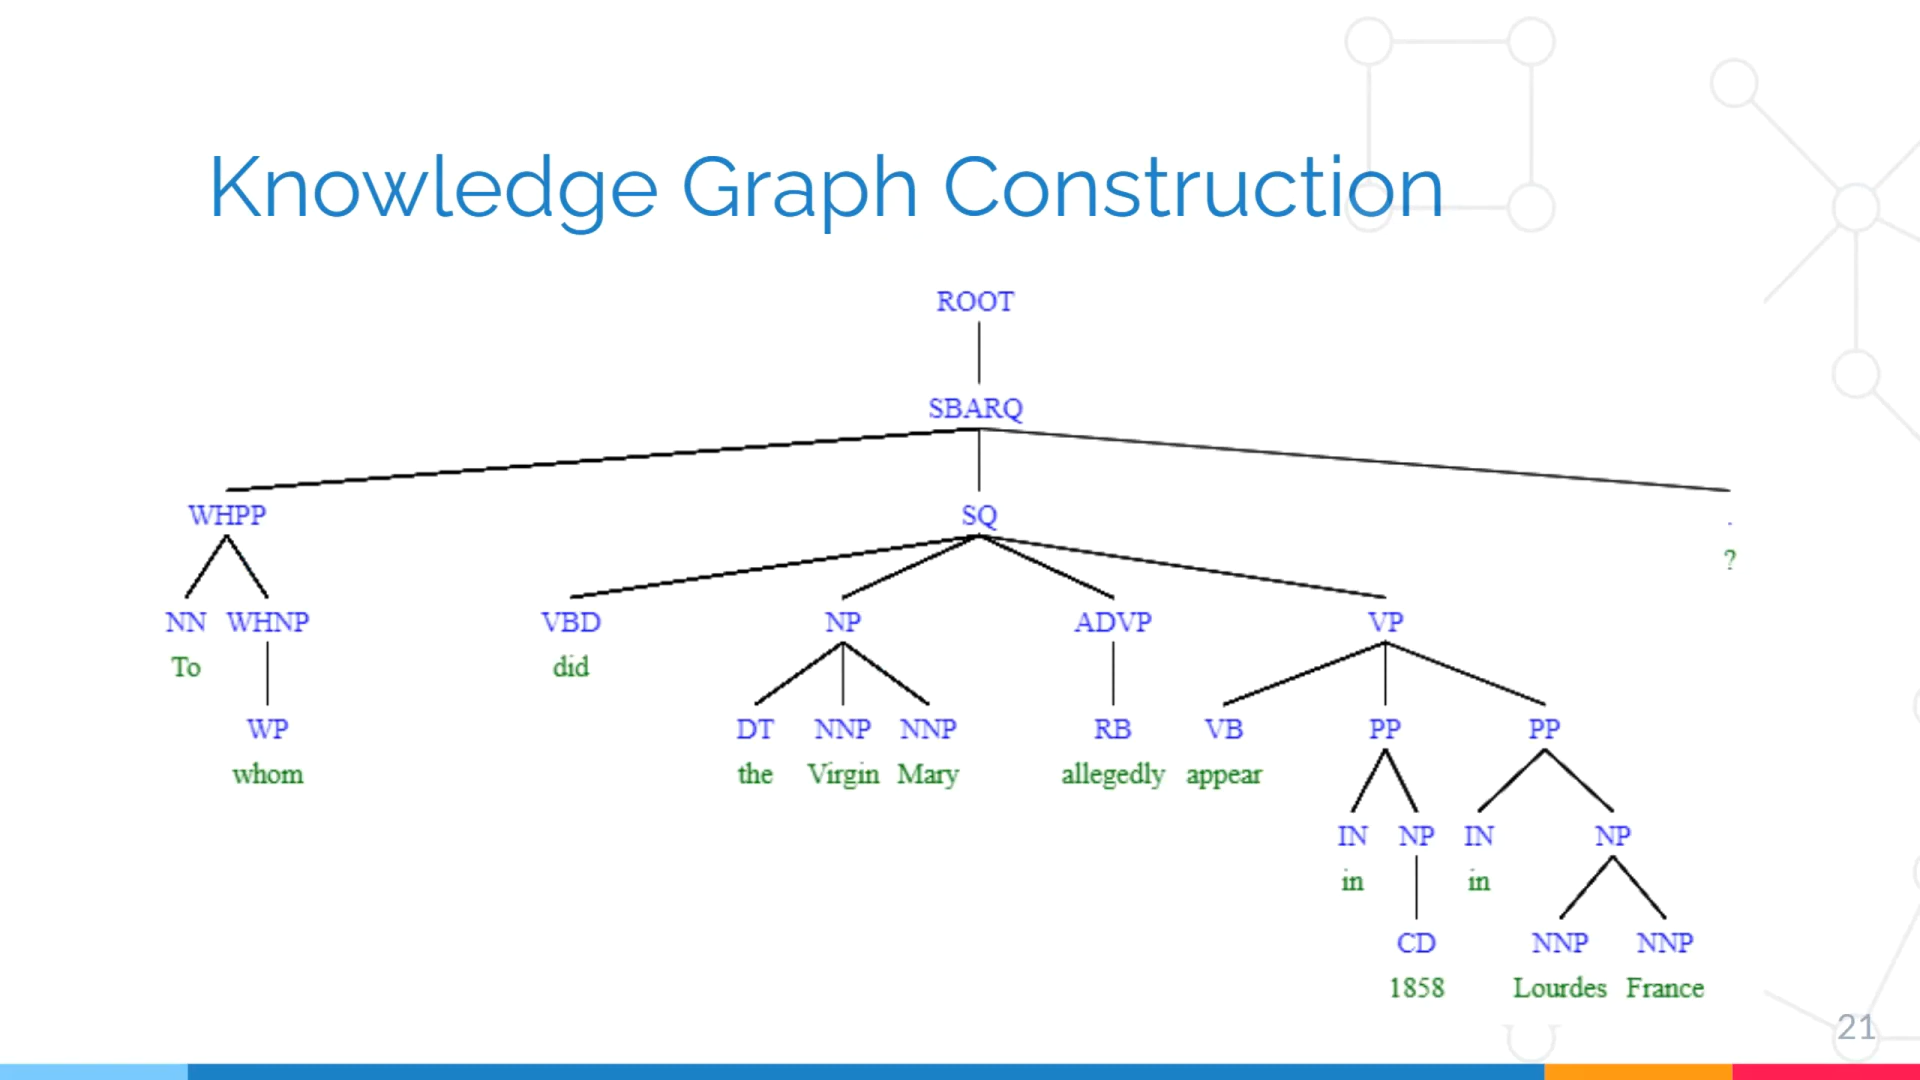 Knowledge Graph Construction
ROOT
SBARQ
WHPP SQ .
?
NN WHNP VBD NP ADVP VP
To did
WP DT NNP NNP RB VB PP PP
whom the Virgin Mary allegedly appear
IN NP IN NP
in in
CD NNP NNP
1858 Lourdes France
21